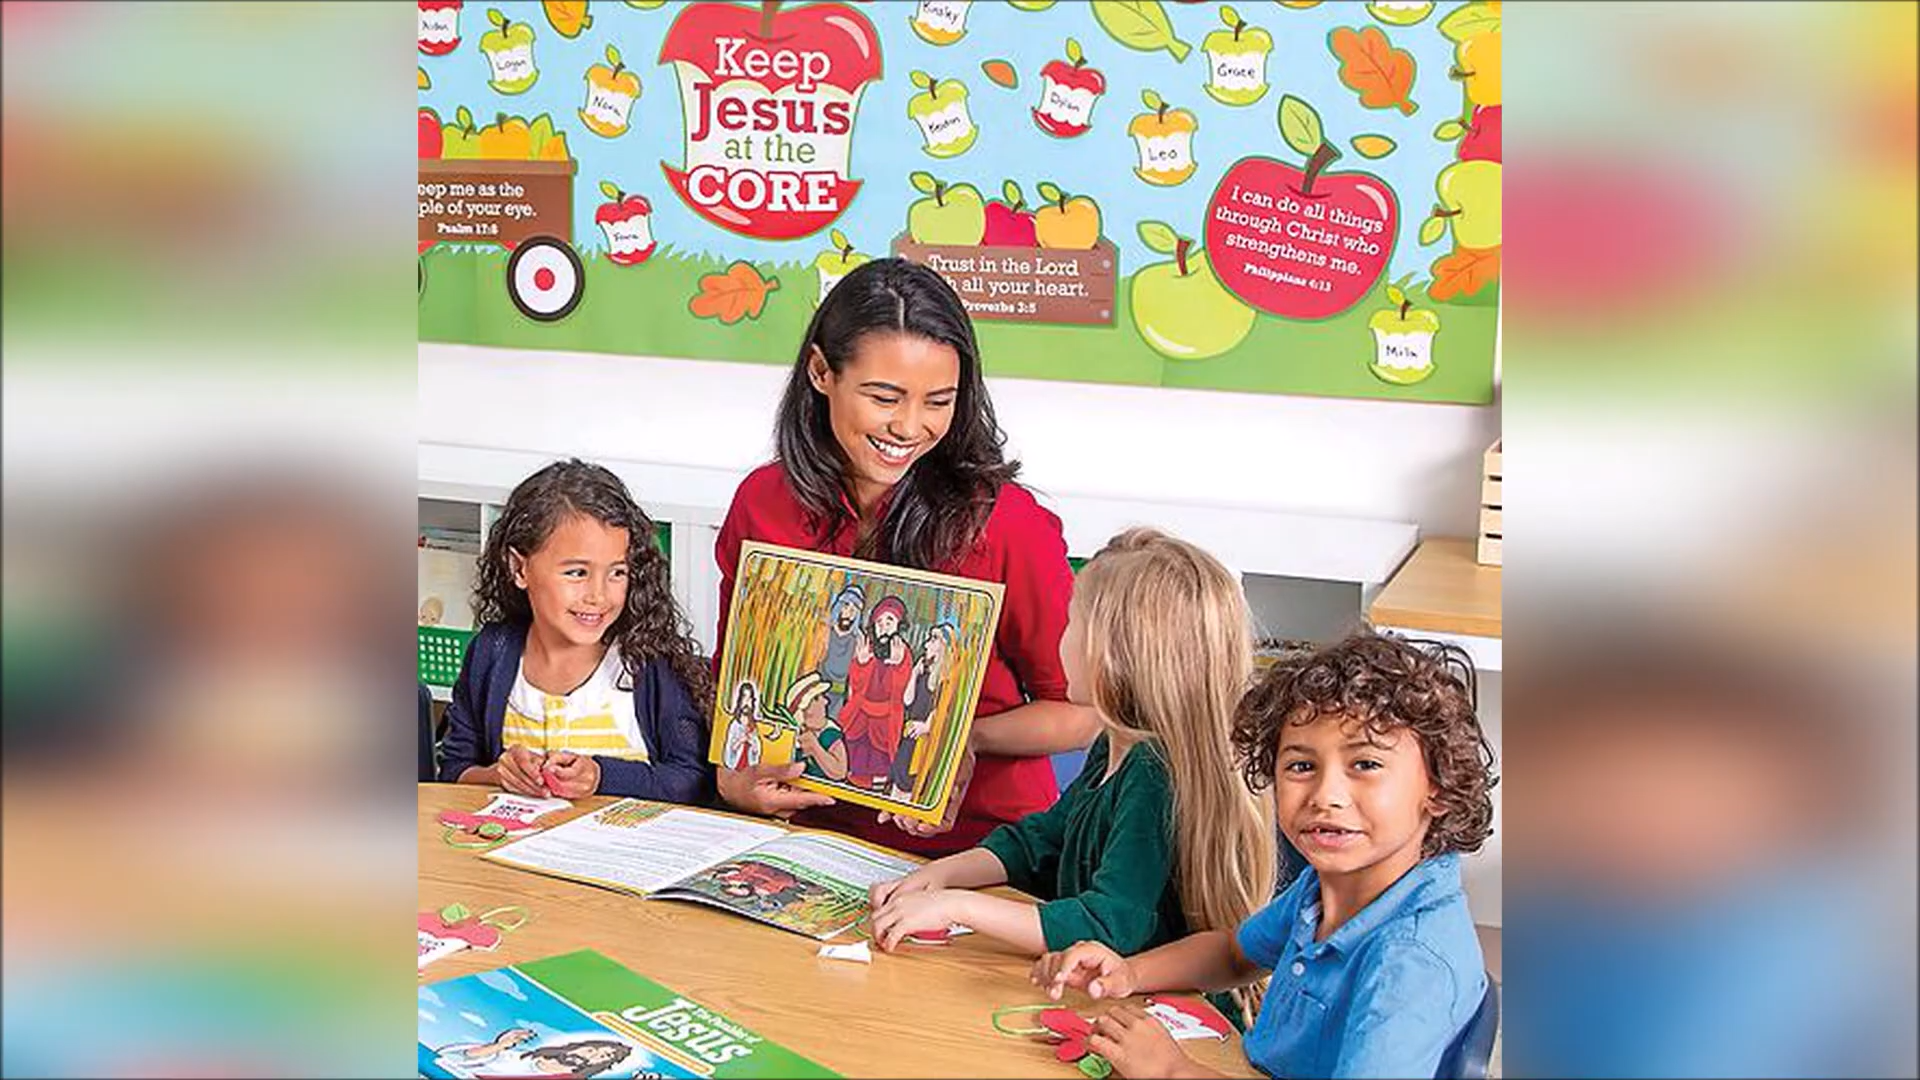 Aidan
Logan
Nora
Keep
Jesus
at the
CORE
Kinsley
Dylan
Grace
Leo
eep me as the
ple of your eye.
Psalm 17:8
Trust in the Lord
h all your heart.
Proverbs 3:5
I can do all things
through Christ who
strengthens me.
Philippians 4:13
Mila
Jesus